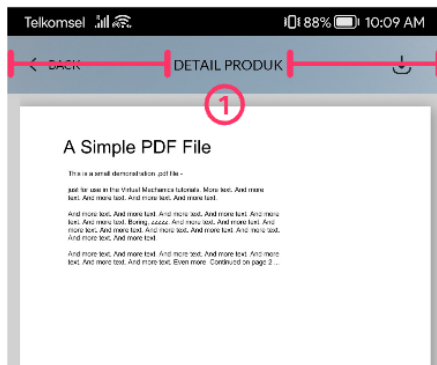 Telkomsel 88% 10:09 AM
BACK DETAIL PRODUK
1
A Simple PDF File
This is a small demonstration .pdf file -
just for use in the Virtual Mechanics tutorials. More text. And more
text. And more text. And more text. And more text.
And more text. And more text. And more text. And more text. And more
text. And more text. Boring, zzzzz. And more text. And more text. And
more text. And more text. And more text. And more text. And more text.
And more text. And more text.
And more text. And more text. And more text. And more text. And more
text. And more text. And more text. Even more. Continued on page 2 ...